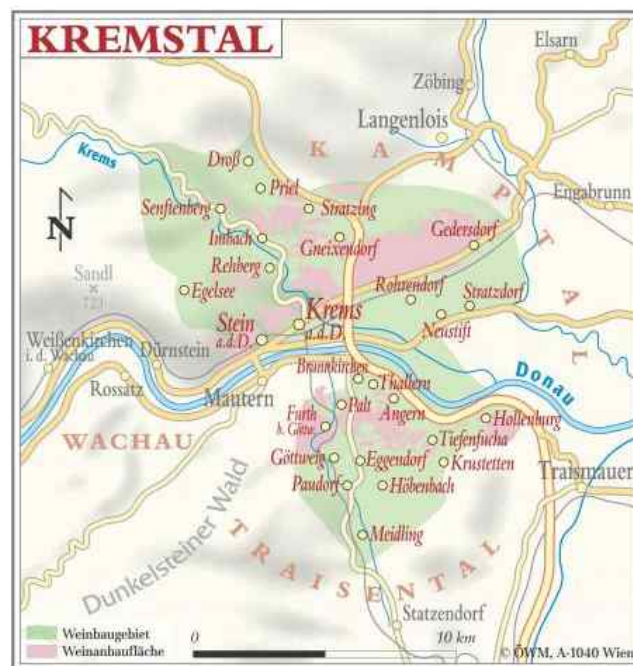 KREMSTAL
Elsarn
Zöbing
Langenlois
Krems
Droß
KAMPTAL
Priel
Engabrunn
Senftenberg
Stratzing
N
Imbach
Gneixendorf
Gedersdorf
Rehberg
Sandl
723
Egelsee
Rohrendorf
Stratzdorf
Krems
a.d.D.
Stein
a.d.D.
Neustift
Weißenkirchen
i. d. Wachau
Dürnstein
Brunnkirchen
Donau
Rossatz
Mautern
Thallern
Palt
Angern
Furth
b. Göttw.
Hollenburg
WACHAU
Tiefenfucha
Göttweig
Eggendorf
Krustetten
Traismauer
Paudorf
Höbenbach
Dunkelsteiner Wald
Meidling
TRAISENTAL
Statzendorf
Weinbaugebiet
Weinanbaufläche
0
10 km
© ÖWM, A-1040 Wien